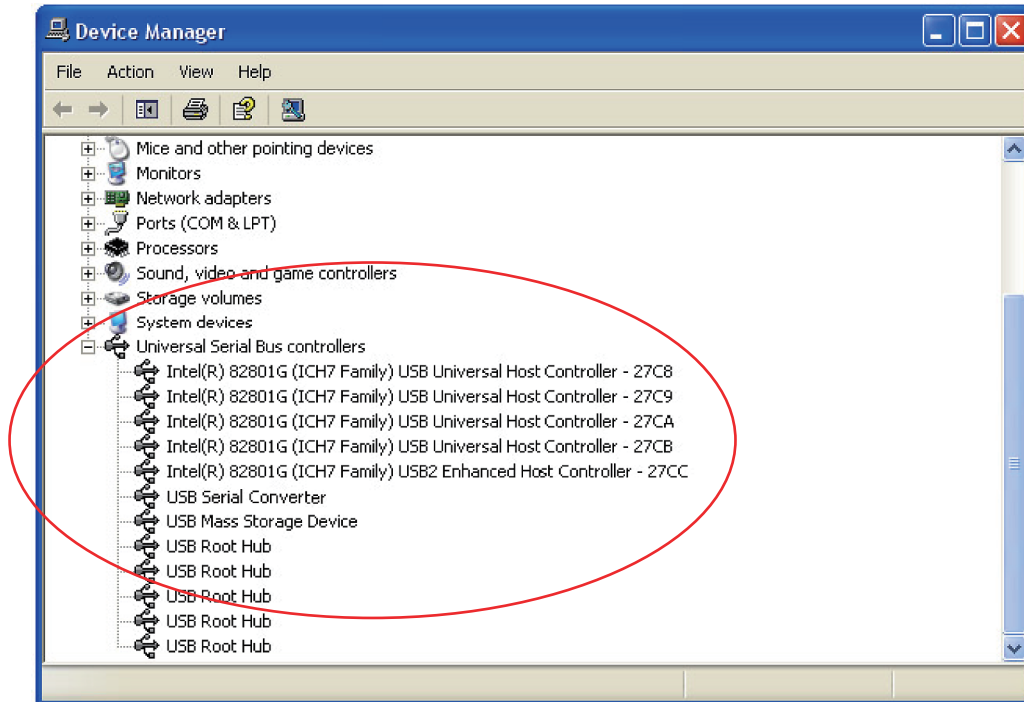 Device Manager
File Action View Help
Mice and other pointing devices
Monitors
Network adapters
Ports (COM & LPT)
Processors
Sound, video and game controllers
Storage volumes
System devices
Universal Serial Bus controllers
Intel(R) 82801G (ICH7 Family) USB Universal Host Controller - 27C8
Intel(R) 82801G (ICH7 Family) USB Universal Host Controller - 27C9
Intel(R) 82801G (ICH7 Family) USB Universal Host Controller - 27CA
Intel(R) 82801G (ICH7 Family) USB Universal Host Controller - 27CB
Intel(R) 82801G (ICH7 Family) USB2 Enhanced Host Controller - 27CC
USB Serial Converter
USB Mass Storage Device
USB Root Hub
USB Root Hub
USB Root Hub
USB Root Hub
USB Root Hub